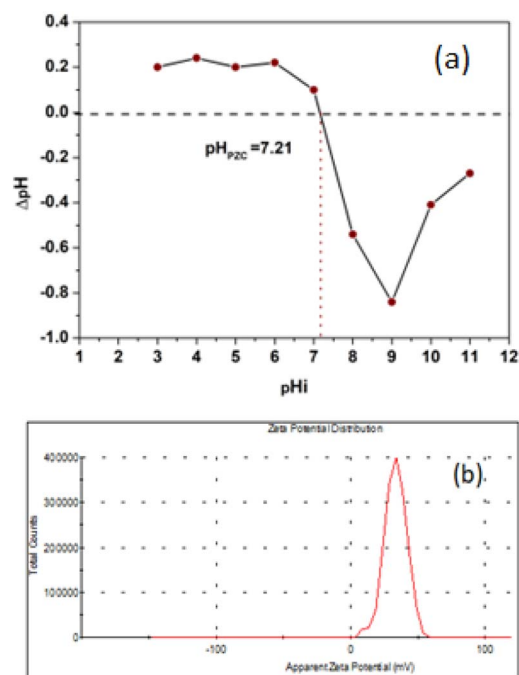 (a)
0.4
0.2
0.0
-0.2
-0.4
-0.6
-0.8
-1.0
ΔpH
pHPZC =7.21
1 2 3 4 5 6 7 8 9 10 11 12
pHi
Zeta Potential Distribution
(b).
400000
300000
200000
100000
0
Total Counts
-100 0 100
Apparent Zeta Potential (mV)